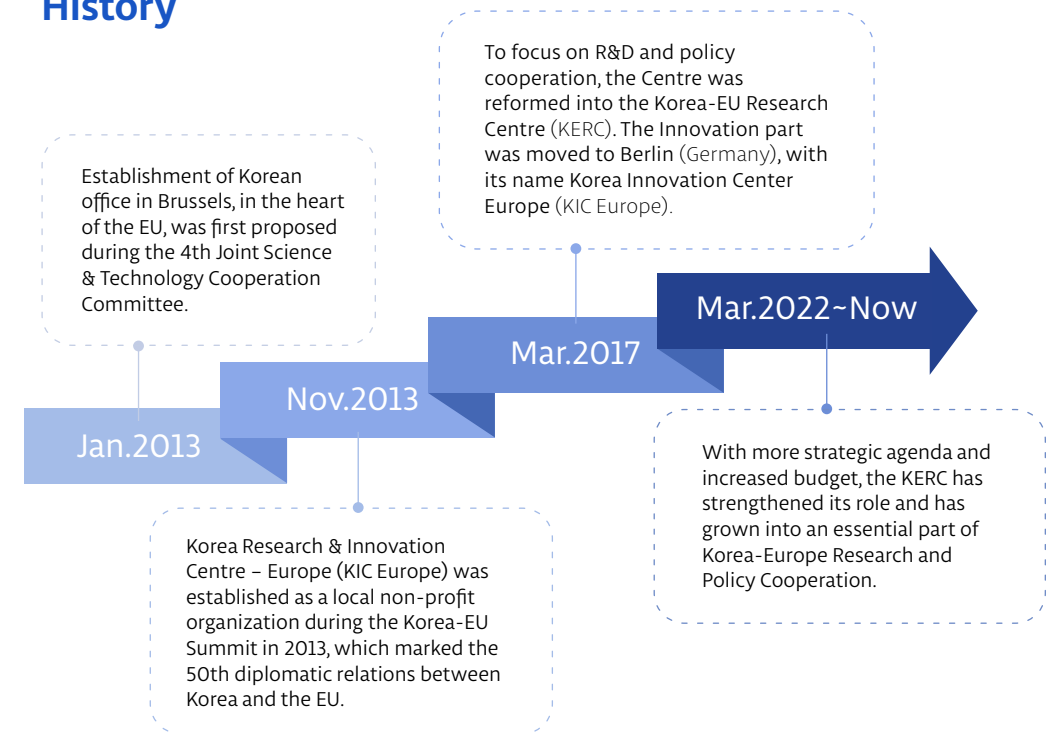 History
To focus on R&D and policy
cooperation, the Centre was
reformed into the Korea-EU Research
Centre (KERC). The Innovation part
was moved to Berlin (Germany), with
its name Korea Innovation Center
Europe (KIC Europe).
Establishment of Korean
office in Brussels, in the heart
of the EU, was first proposed
during the 4th Joint Science
& Technology Cooperation
Committee.
Mar.2022~Now
Mar.2017
Nov.2013
Jan.2013
With more strategic agenda and
increased budget, the KERC has
strengthened its role and has
grown into an essential part of
Korea-Europe Research and
Policy Cooperation.
Korea Research & Innovation
Centre – Europe (KIC Europe) was
established as a local non-profit
organization during the Korea-EU
Summit in 2013, which marked the
50th diplomatic relations between
Korea and the EU.